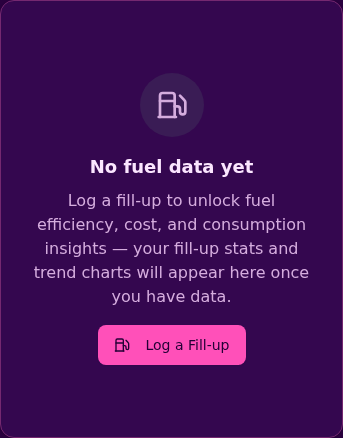 No fuel data yet
Log a fill-up to unlock fuel
efficiency, cost, and consumption
insights — your fill-up stats and
trend charts will appear here once
you have data.
Log a Fill-up